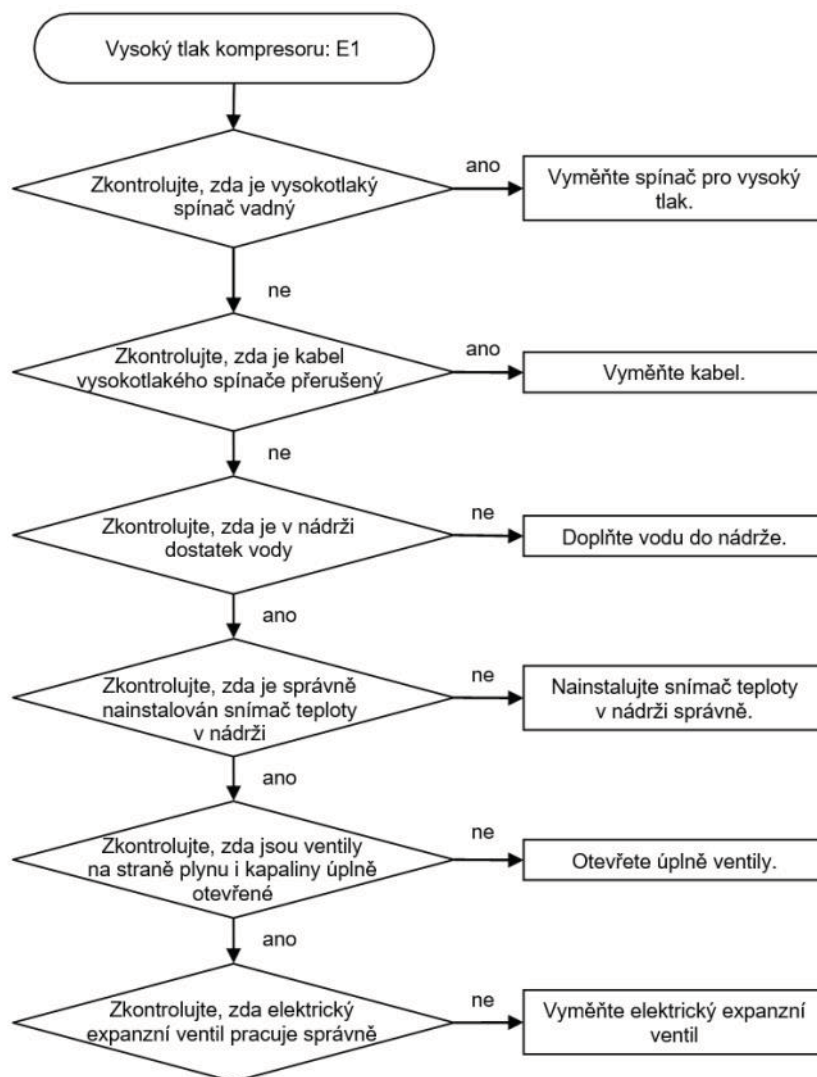 Vysoký tlak kompresoru: E1
Zkontrolujte, zda je vysokotlaký
spínač vadný
ano
Vyměňte spínač pro vysoký
tlak.
ne
Zkontrolujte, zda je kabel
vysokotlakého spínače přerušený
ano
Vyměňte kabel.
ne
Zkontrolujte, zda je v nádrži
dostatek vody
ne
Doplňte vodu do nádrže.
ano
Zkontrolujte, zda je správně
nainstalován snímač teploty
v nádrži
ne
Nainstalujte snímač teploty
v nádrži správně.
ano
Zkontrolujte, zda jsou ventily
na straně plynu i kapaliny úplně
otevřené
ne
Otevřete úplně ventily.
ano
Zkontrolujte, zda elektrický
expanzní ventil pracuje správně
ne
Vyměňte elektrický expanzní
ventil